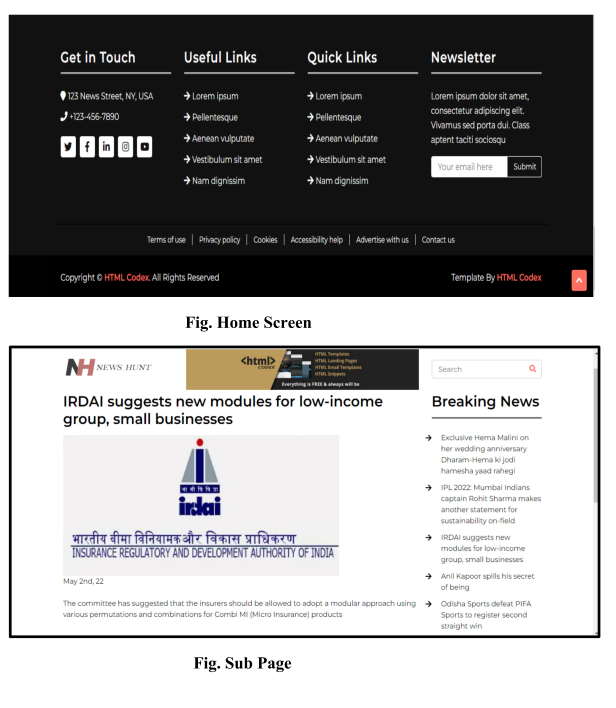 Get in Touch
123 News Street, NY, USA
+123-456-7890
Useful Links
Lorem ipsum
Pellentesque
Aenean vulputate
Vestibulum sit amet
Nam dignissim
Quick Links
Lorem ipsum
Pellentesque
Aenean vulputate
Vestibulum sit amet
Nam dignissim
Newsletter
Lorem ipsum dolor sit amet,
consectetur adipiscing elit.
Vivamus sed porta dui. Class
aptent taciti sociosqu
Your email here Submit
Terms of use | Privacy policy | Cookies | Accessibility help | Advertise with us | Contact us
Copyright © HTML Codex. All Rights Reserved
Template By HTML Codex
Fig. Home Screen
NH NEWS HUNT
<html>
CODEX
HTML Templates
HTML Landing Pages
HTML Email Templates
HTML Snippets
Everything is FREE & always will be
Search
IRDAI suggests new modules for low-income
group, small businesses
irdai
भारतीय बीमा विनियामक और विकास प्राधिकरण
INSURANCE REGULATORY AND DEVELOPMENT AUTHORITY OF INDIA
May 2nd, 22
The committee has suggested that the insurers should be allowed to adopt a modular approach using
various permutations and combinations for Combi MI (Micro Insurance) products
Breaking News
Exclusive Hema Malini on
her wedding anniversary
Dharam-Hema ki jodi
hamesha yaad rahegi
IPL 2022: Mumbai Indians
captain Rohit Sharma makes
another statement for
sustainability on-field
IRDAI suggests new
modules for low-income
group, small businesses
Anil Kapoor spills his secret
of being
Odisha Sports defeat PIFA
Sports to register second
straight win
Fig. Sub Page